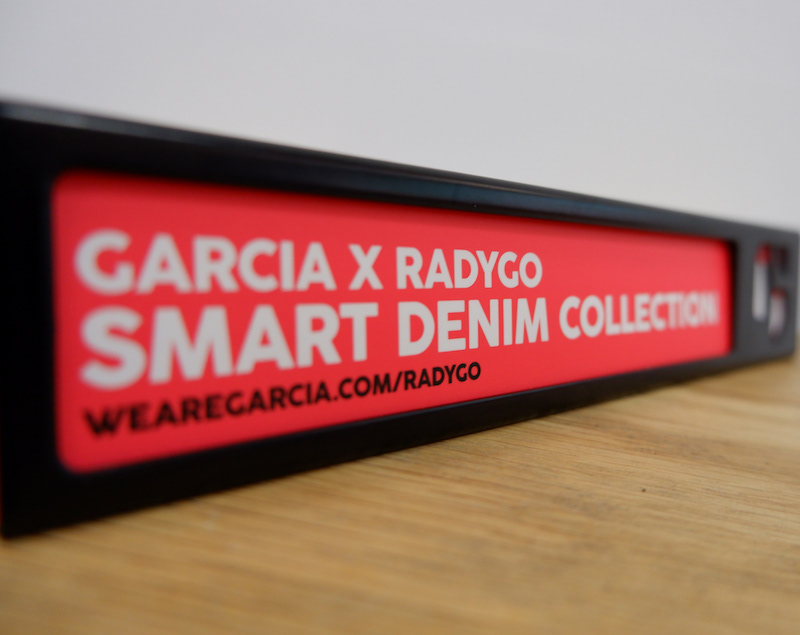 GARCIA X RADYGO
SMART DENIM COLLECTION
WEAREGARCIA.COM/RADYGO